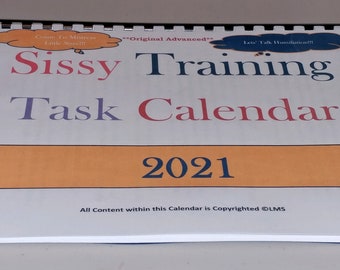 **Original Advanced**
Sissy Training
Task Calendar
2021
All Content within this Calendar is Copyrighted ©LMS